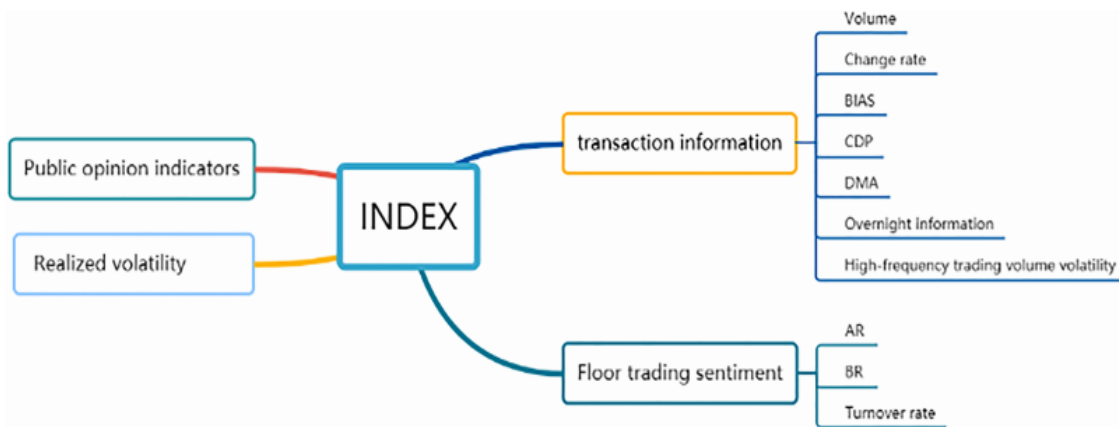 Public opinion indicators
Realized volatility
INDEX
transaction information
Volume
Change rate
BIAS
CDP
DMA
Overnight information
High-frequency trading volume volatility
Floor trading sentiment
AR
BR
Turnover rate